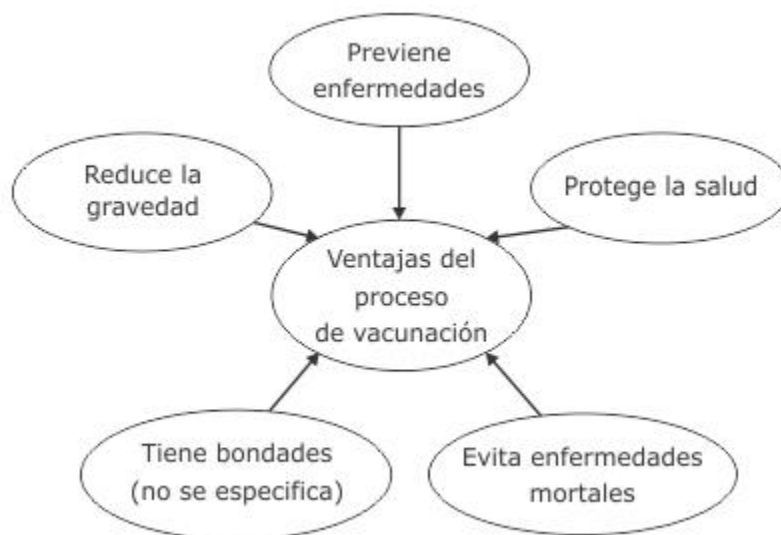 Previene
enfermedades
Reduce la
gravedad
Protege la salud
Ventajas del
proceso
de vacunación
Tiene bondades
(no se especifica)
Evita enfermedades
mortales